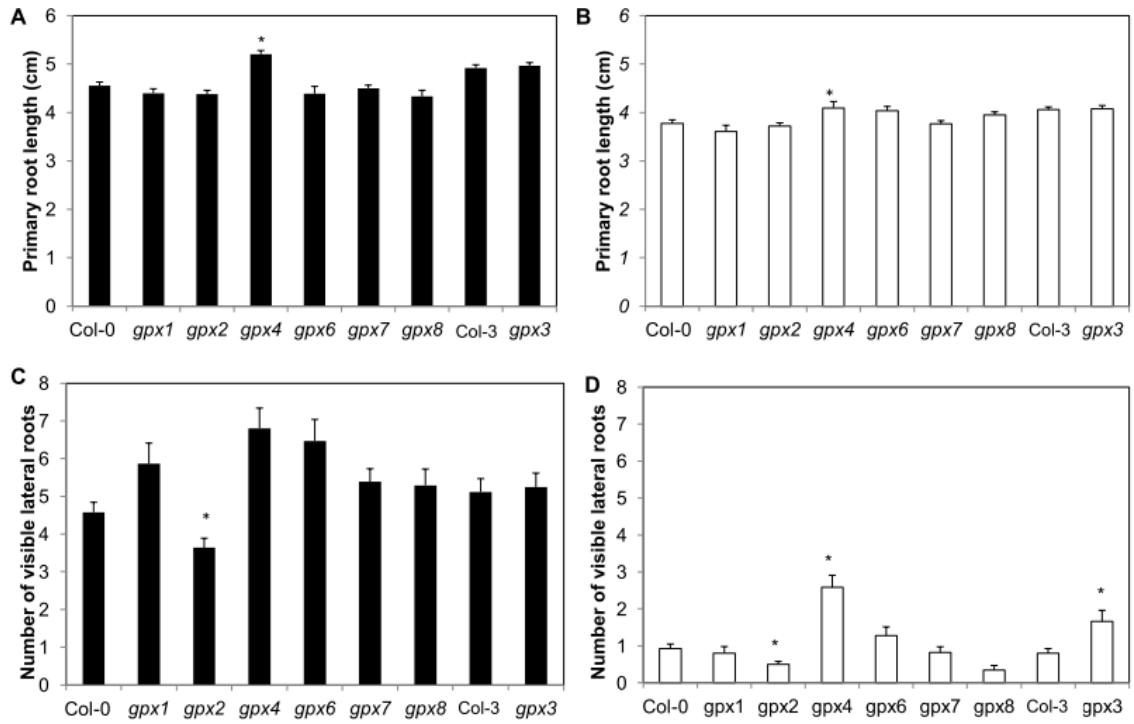 A
Primary root length (cm)
6
5
4
3
2
1
0
*
Col-0 gpx1 gpx2 gpx4 gpx6 gpx7 gpx8 Col-3 gpx3
B
Primary root length (cm)
6
5
4
3
2
1
0
*
Col-0 gpx1 gpx2 gpx4 gpx6 gpx7 gpx8 Col-3 gpx3
C
Number of visible lateral roots
8
7
6
5
4
3
2
1
0
*
Col-0 gpx1 gpx2 gpx4 gpx6 gpx7 gpx8 Col-3 gpx3
D
Number of visible lateral roots
8
7
6
5
4
3
2
1
0
* * *
Col-0 gpx1 gpx2 gpx4 gpx6 gpx7 gpx8 Col-3 gpx3